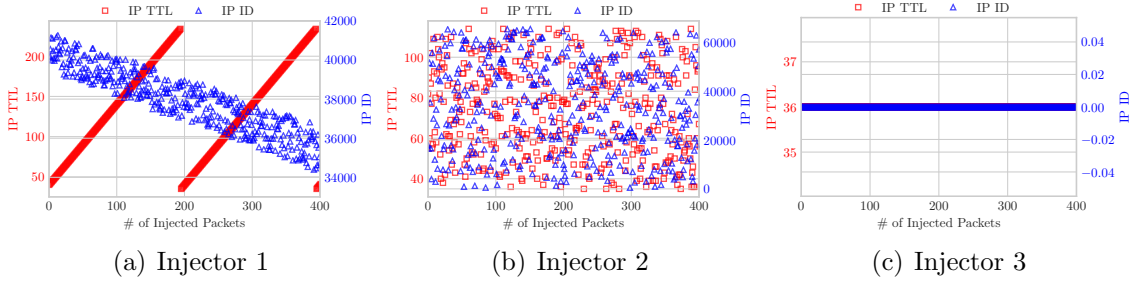 IP TTL IP ID
200
150
100
50
IP TTL
42000
40000
38000
36000
34000
IP ID
0 100 200 300 400
# of Injected Packets
(a) Injector 1
IP TTL IP ID
100
80
60
40
IP TTL
60000
40000
20000
0
IP ID
0 100 200 300 400
# of Injected Packets
(b) Injector 2
IP TTL IP ID
37
36
35
IP TTL
0.04
0.02
0.00
−0.02
−0.04
IP ID
0 100 200 300 400
# of Injected Packets
(c) Injector 3